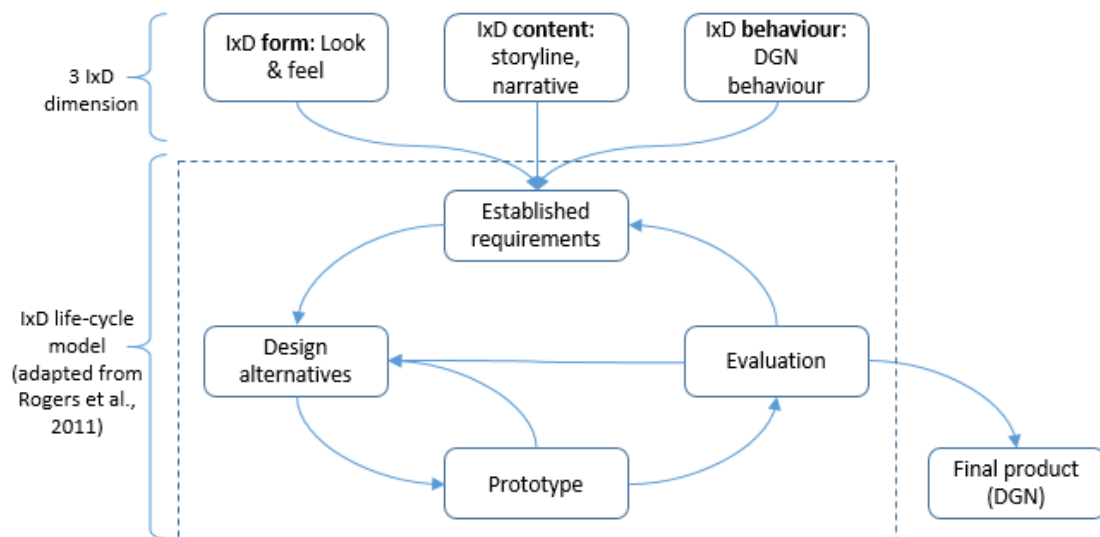 IxD form: Look
& feel
IxD content:
storyline,
narrative
IxD behaviour:
DGN
behaviour
3 IxD
dimension
Established
requirements
IxD life-cycle
model
(adapted from
Rogers et al.,
2011)
Design
alternatives
Evaluation
Prototype
Final product
(DGN)